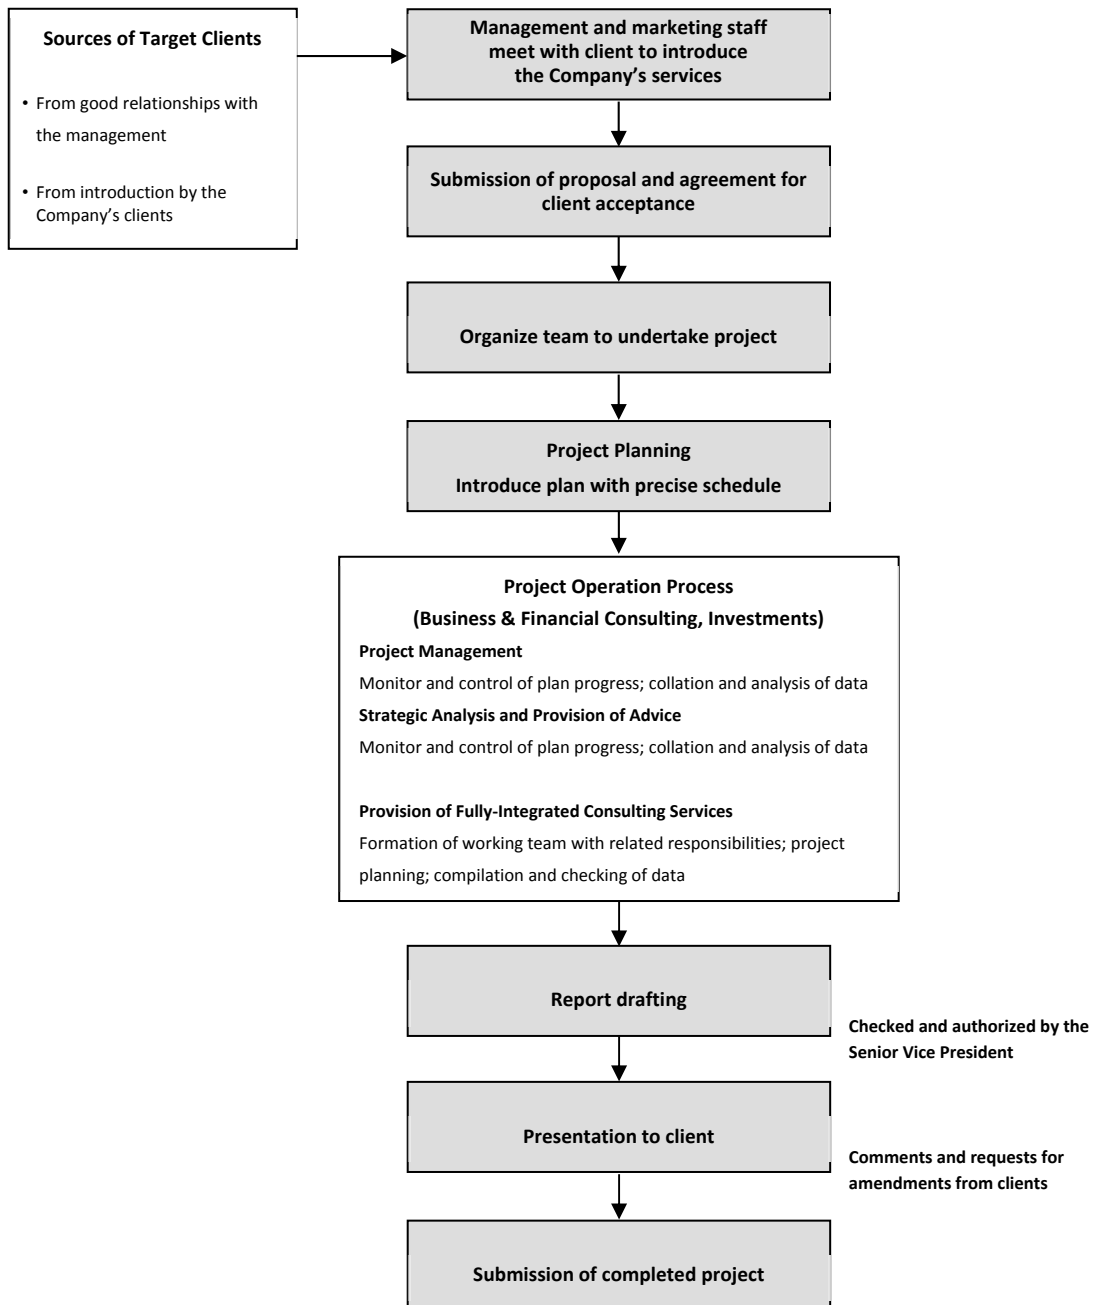 Sources of Target Clients
• From good relationships with
the management
• From introduction by the
Company’s clients
Management and marketing staff
meet with client to introduce
the Company’s services
Submission of proposal and agreement for
client acceptance
Organize team to undertake project
Project Planning
Introduce plan with precise schedule
Project Operation Process
(Business & Financial Consulting, Investments)
Project Management
Monitor and control of plan progress; collation and analysis of data
Strategic Analysis and Provision of Advice
Monitor and control of plan progress; collation and analysis of data
Provision of Fully-Integrated Consulting Services
Formation of working team with related responsibilities; project
planning; compilation and checking of data
Report drafting
Checked and authorized by the
Senior Vice President
Presentation to client
Comments and requests for
amendments from clients
Submission of completed project